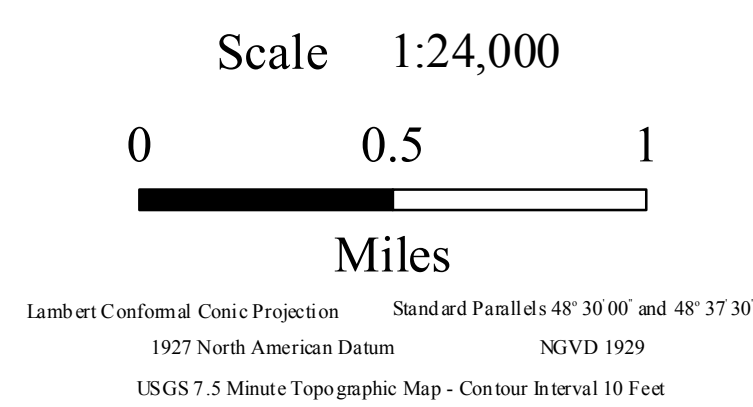 Scale 1:24,000
0 0.5 1
Miles
Lambert Conformal Conic Projection Standard Parallels 48° 30' 00" and 48° 37' 30"
1927 North American Datum NGVD 1929
USGS 7.5 Minute Topographic Map - Contour Interval 10 Feet